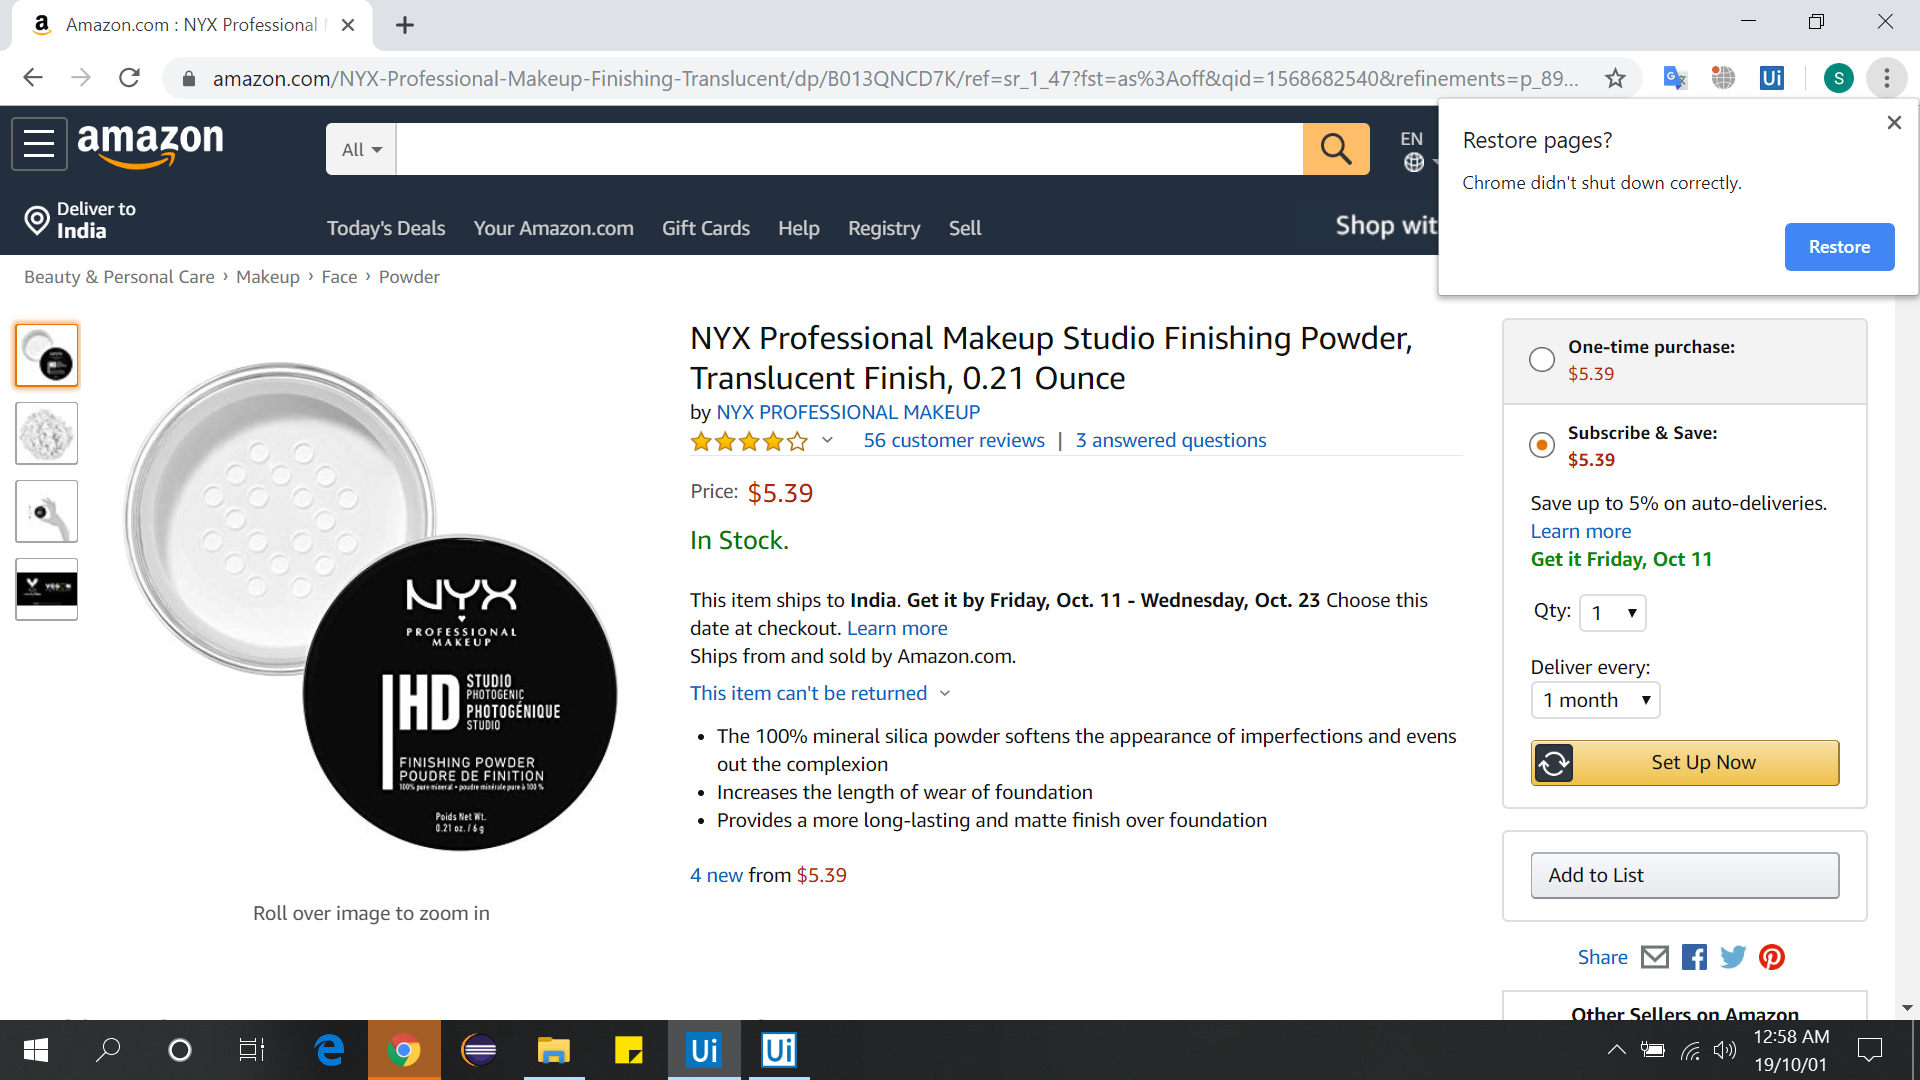 Amazon.com : NYX Professional
amazon.com/NYX-Professional-Makeup-Finishing-Translucent/dp/B013QNCD7K/ref=sr_1_47?fst=as%3Aoff&qid=1568682540&refinements=p_89...
S
Restore pages?
Chrome didn't shut down correctly.
Restore
amazon
All
EN
Deliver to
India
Today's Deals
Your Amazon.com
Gift Cards
Help
Registry
Sell
Shop wit
Beauty & Personal Care › Makeup › Face › Powder
NYX
PROFESSIONAL
MAKEUP
HD
STUDIO
PHOTOGENIC
PHOTOGÉNIQUE
STUDIO
FINISHING POWDER
POUDRE DE FINITION
100% pure mineral • poudre minérale pure à 100 %
Poids Net Wt.
0.21 oz. / 6 g
Roll over image to zoom in
NYX Professional Makeup Studio Finishing Powder,
Translucent Finish, 0.21 Ounce
by NYX PROFESSIONAL MAKEUP
56 customer reviews | 3 answered questions
Price: $5.39
In Stock.
This item ships to India. Get it by Friday, Oct. 11 - Wednesday, Oct. 23 Choose this
date at checkout. Learn more
Ships from and sold by Amazon.com.
This item can't be returned
• The 100% mineral silica powder softens the appearance of imperfections and evens
out the complexion
• Increases the length of wear of foundation
• Provides a more long-lasting and matte finish over foundation
4 new from $5.39
One-time purchase:
$5.39
Subscribe & Save:
$5.39
Save up to 5% on auto-deliveries.
Learn more
Get it Friday, Oct 11
Qty: 1
Deliver every:
1 month
Set Up Now
Add to List
Share
Other Sellers on Amazon
Ui
Ui
12:58 AM
19/10/01